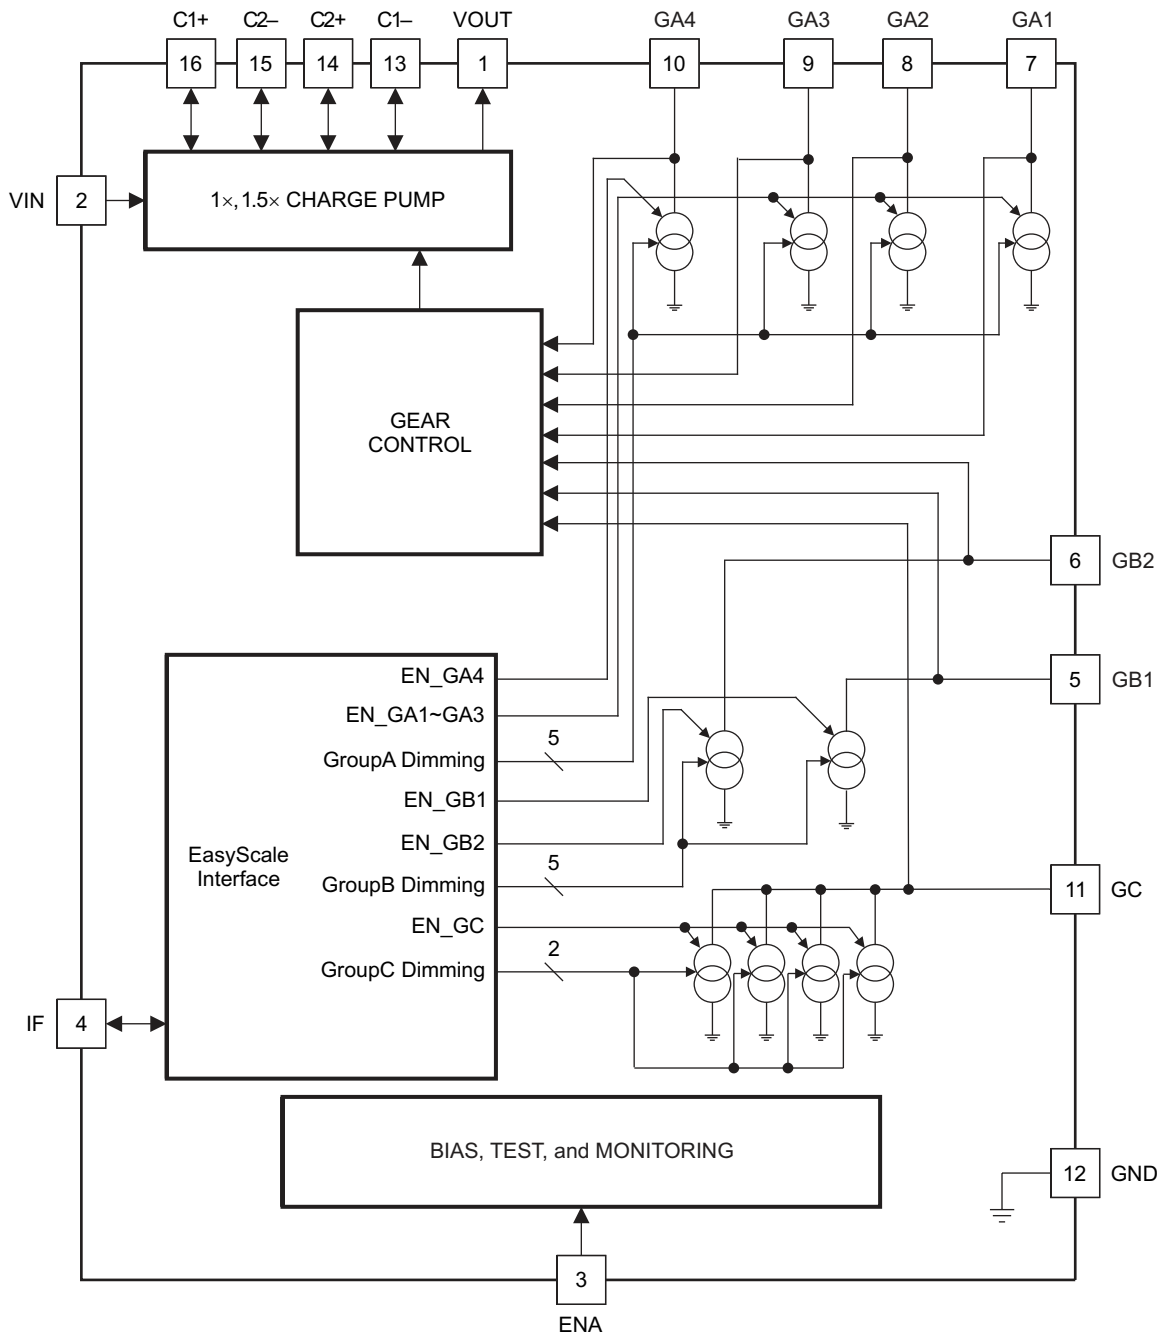 C1+ C2– C2+ C1– VOUT GA4 GA3 GA2 GA1
16 15 14 13 1 10 9 8 7
VIN 2
1×, 1.5× CHARGE PUMP
GEAR
CONTROL
6 GB2
5 GB1
EN_GA4
EN_GA1~GA3
GroupA Dimming 5
EN_GB1
EN_GB2
GroupB Dimming 5
EasyScale
Interface
EN_GC
GroupC Dimming 2
11 GC
IF 4
BIAS, TEST, and MONITORING
12 GND
3
ENA